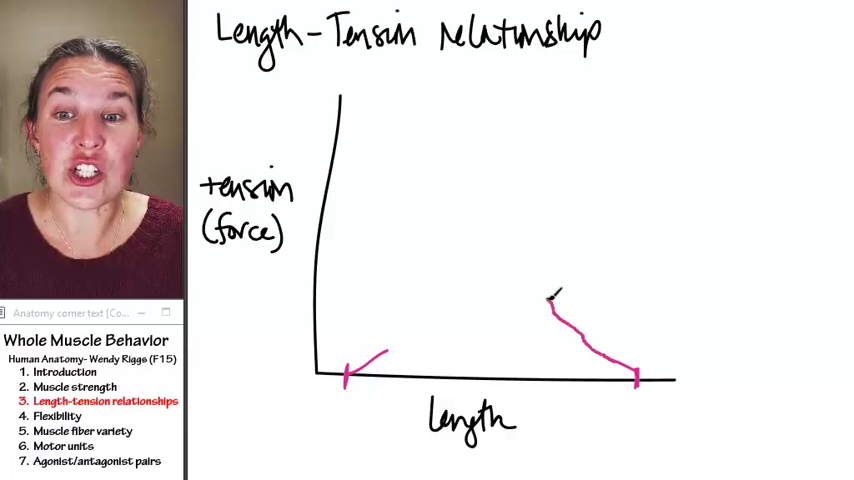 Length-Tension relationship
tension
(force)
length
Anatomy corner text [Co...
Whole Muscle Behavior
Human Anatomy- Wendy Riggs (F15)
1. Introduction
2. Muscle strength
3. Length-tension relationships
4. Flexibility
5. Muscle fiber variety
6. Motor units
7. Agonist/antagonist pairs